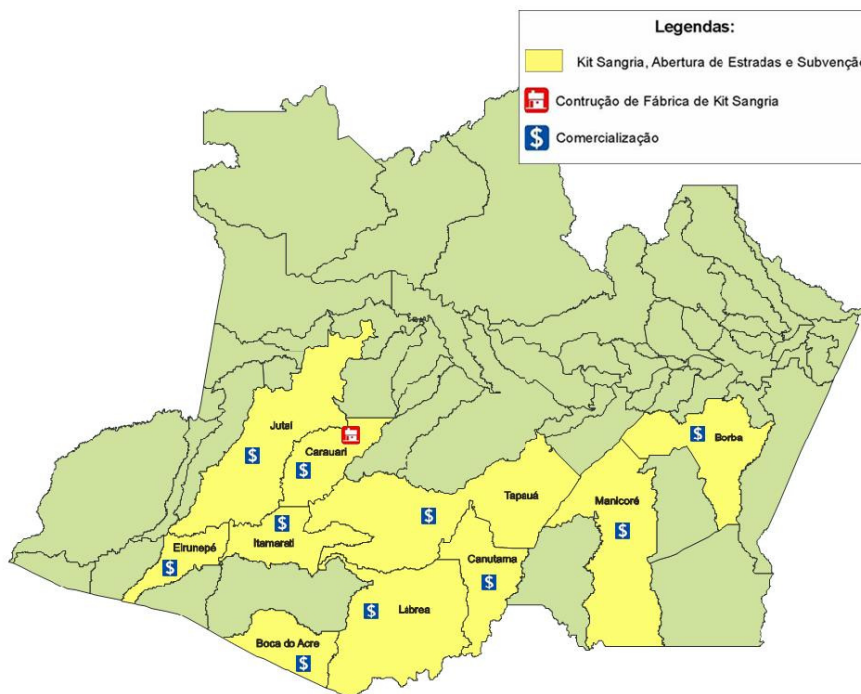 Legendas:
Kit Sangria, Abertura de Estradas e Subvenção
Contrução de Fábrica de Kit Sangria
$ Comercialização
Jutaí
$
Carauari
$
Borba
$
Tapauá
Manicoré
$
$
Itamarati
$
Eirunepé
$
Canutama
$
Lábrea
$
Boca do Acre
$